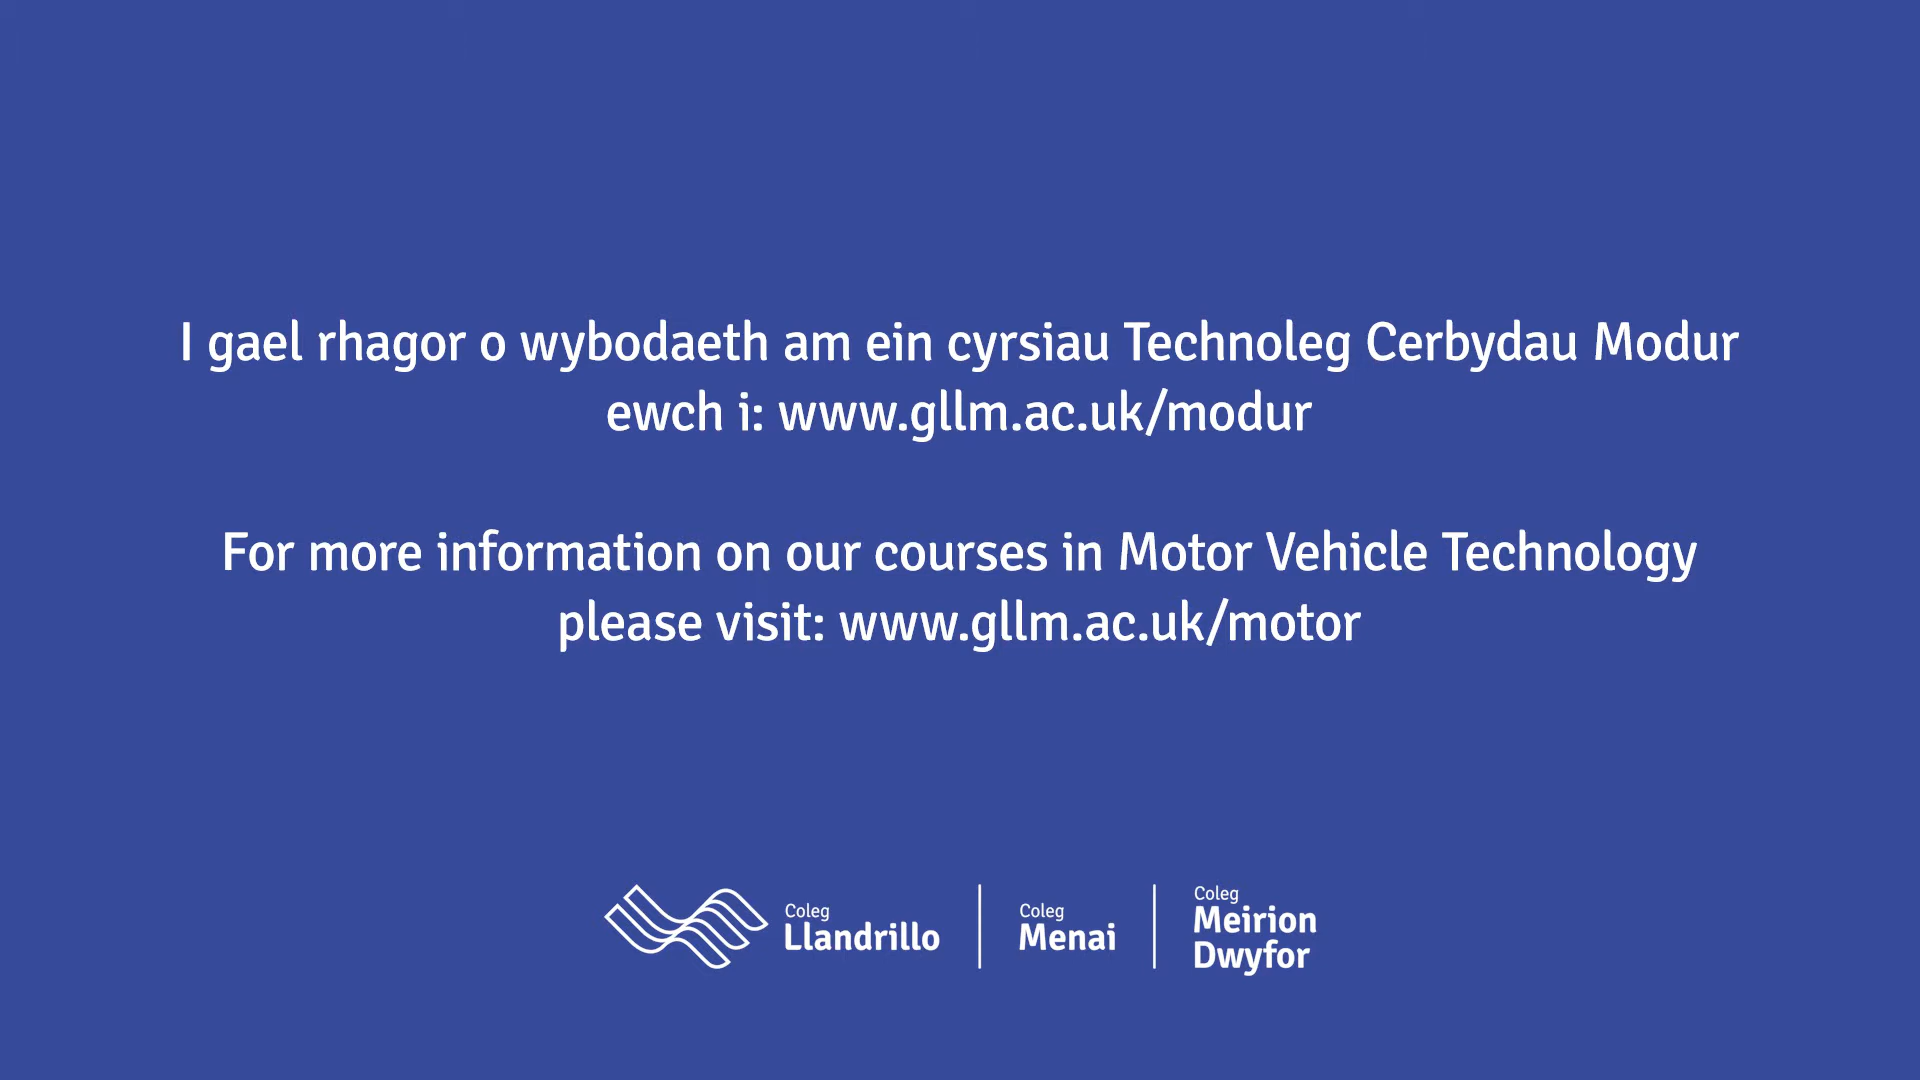 I gael rhagor o wybodaeth am ein cyrsiau Technoleg Cerbydau Modur
ewch i: www.gllm.ac.uk/modur
For more information on our courses in Motor Vehicle Technology
please visit: www.gllm.ac.uk/motor
Coleg
Llandrillo
Coleg
Menai
Coleg
Meirion
Dwyfor